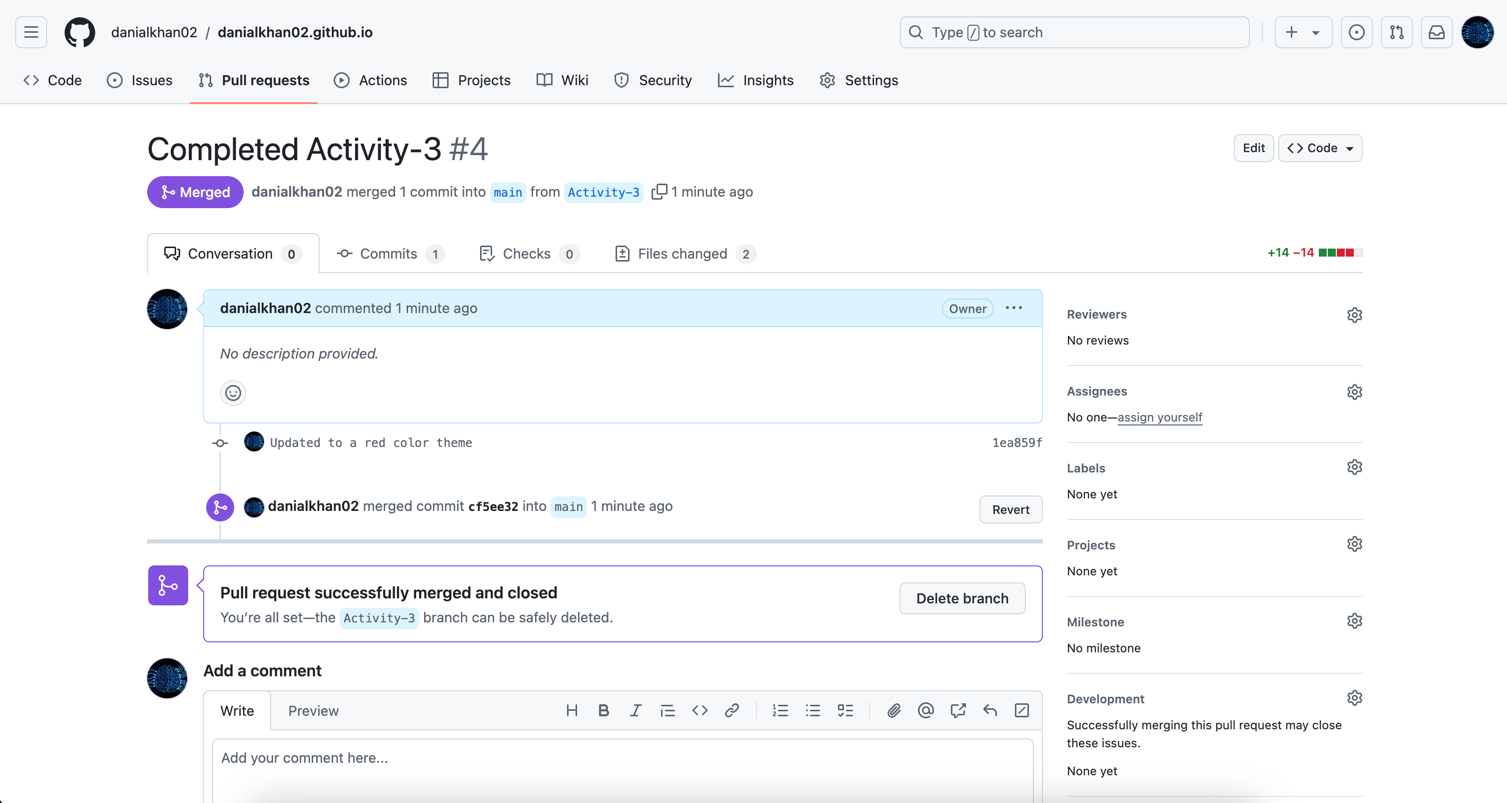 danialkhan02 / danialkhan02.github.io
Type / to search
Code Issues Pull requests Actions Projects Wiki Security Insights Settings
Completed Activity-3 #4
Edit Code
Merged danialkhan02 merged 1 commit into main from Activity-3 1 minute ago
Conversation 0 Commits 1 Checks 0 Files changed 2
+14 −14
danialkhan02 commented 1 minute ago Owner
No description provided.
Updated to a red color theme 1ea859f
danialkhan02 merged commit cf5ee32 into main 1 minute ago Revert
Pull request successfully merged and closed
You're all set—the Activity-3 branch can be safely deleted.
Delete branch
Add a comment
Write Preview
Add your comment here...
Reviewers
No reviews
Assignees
No one—assign yourself
Labels
None yet
Projects
None yet
Milestone
No milestone
Development
Successfully merging this pull request may close
these issues.
None yet